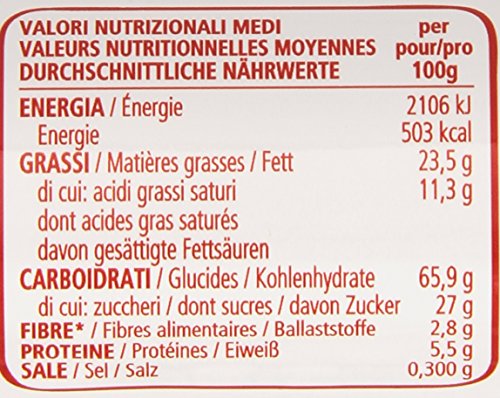 VALORI NUTRIZIONALI MEDI per
VALEURS NUTRITIONNELLES MOYENNES pour/pro
DURCHSCHNITTLICHE NÄHRWERTE 100g
ENERGIA / Énergie 2106 kJ
Energie 503 kcal
GRASSI / Matières grasses / Fett 23,5 g
di cui: acidi grassi saturi 11,3 g
dont acides gras saturés
davon gesättigte Fettsäuren
CARBOIDRATI / Glucides / Kohlenhydrate 65,9 g
di cui: zuccheri / dont sucres / davon Zucker 27 g
FIBRE* / Fibres alimentaires / Ballaststoffe 2,8 g
PROTEINE / Protéines / Eiweiß 5,5 g
SALE / Sel / Salz 0,300 g